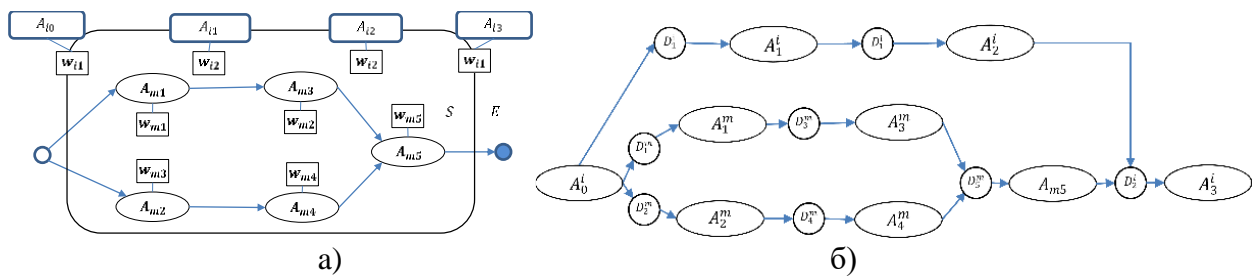 A_{i0} A_{i1} A_{i2} A_{i3}
w_{i1} w_{i2} w_{i2} w_{i1}
A_{m1} A_{m3}
w_{m1} w_{m2} w_{m5} S E
A_{m5}
w_{m3} w_{m4}
A_{m2} A_{m4}
а)
D_1^i A_1^i D_1^i A_2^i
D_1^m A_1^m D_3^m A_3^m
A_0^i D_5^m A_{m5} D_2^i A_3^i
D_2^m A_2^m D_4^m A_4^m
б)